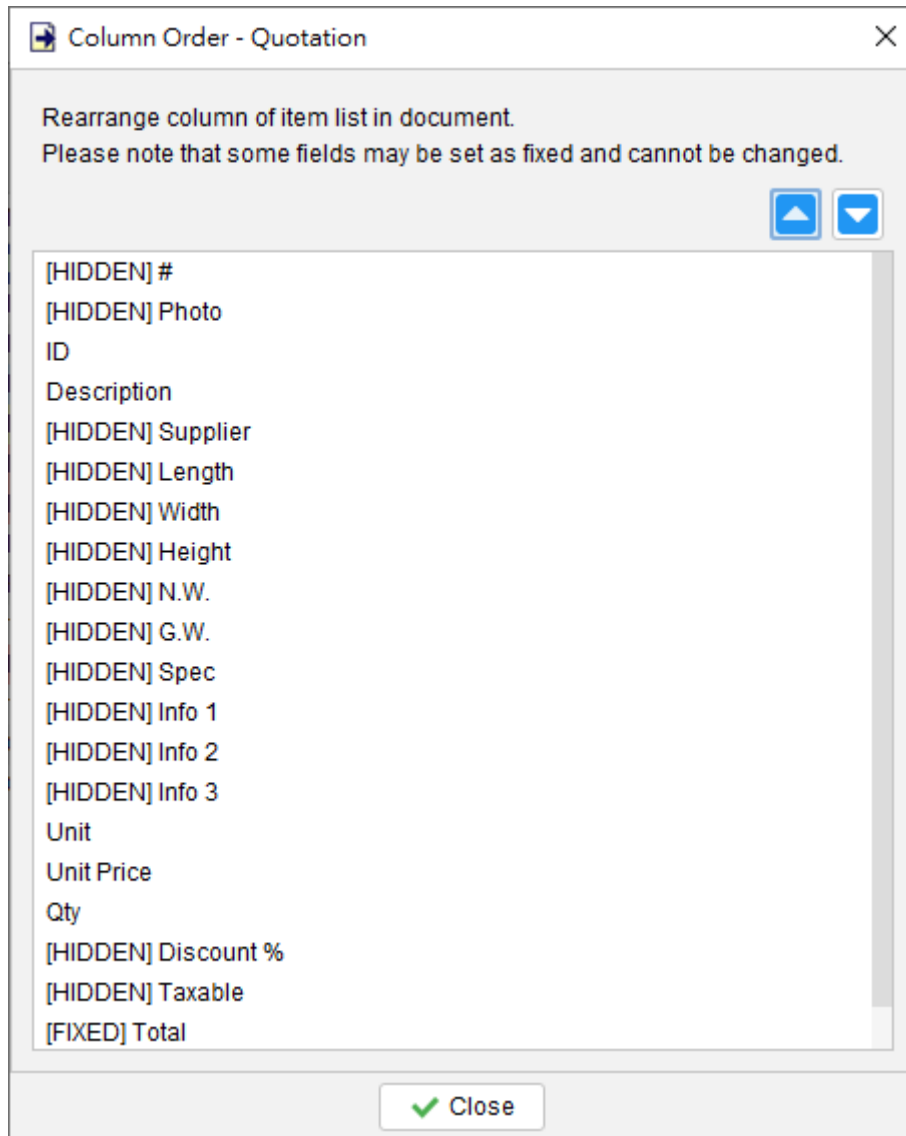 Column Order - Quotation
Rearrange column of item list in document.
Please note that some fields may be set as fixed and cannot be changed.
[HIDDEN] #
[HIDDEN] Photo
ID
Description
[HIDDEN] Supplier
[HIDDEN] Length
[HIDDEN] Width
[HIDDEN] Height
[HIDDEN] N.W.
[HIDDEN] G.W.
[HIDDEN] Spec
[HIDDEN] Info 1
[HIDDEN] Info 2
[HIDDEN] Info 3
Unit
Unit Price
Qty
[HIDDEN] Discount %
[HIDDEN] Taxable
[FIXED] Total
Close